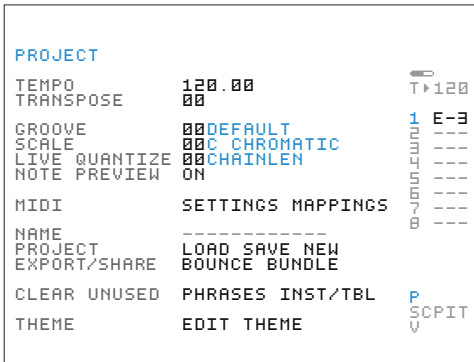 PROJECT
TEMPO 120.00
TRANSPOSE 00
T▸120
GROOVE 00DEFAULT
SCALE 00C CHROMATIC
LIVE QUANTIZE 00CHAINLEN
NOTE PREVIEW ON
MIDI SETTINGS MAPPINGS
NAME ------------
PROJECT LOAD SAVE NEW
EXPORT/SHARE BOUNCE BUNDLE
CLEAR UNUSED PHRASES INST/TBL
THEME EDIT THEME
1 E-3
2 ---
3 ---
4 ---
5 ---
6 ---
7 ---
8 ---
P
SCPIT
V